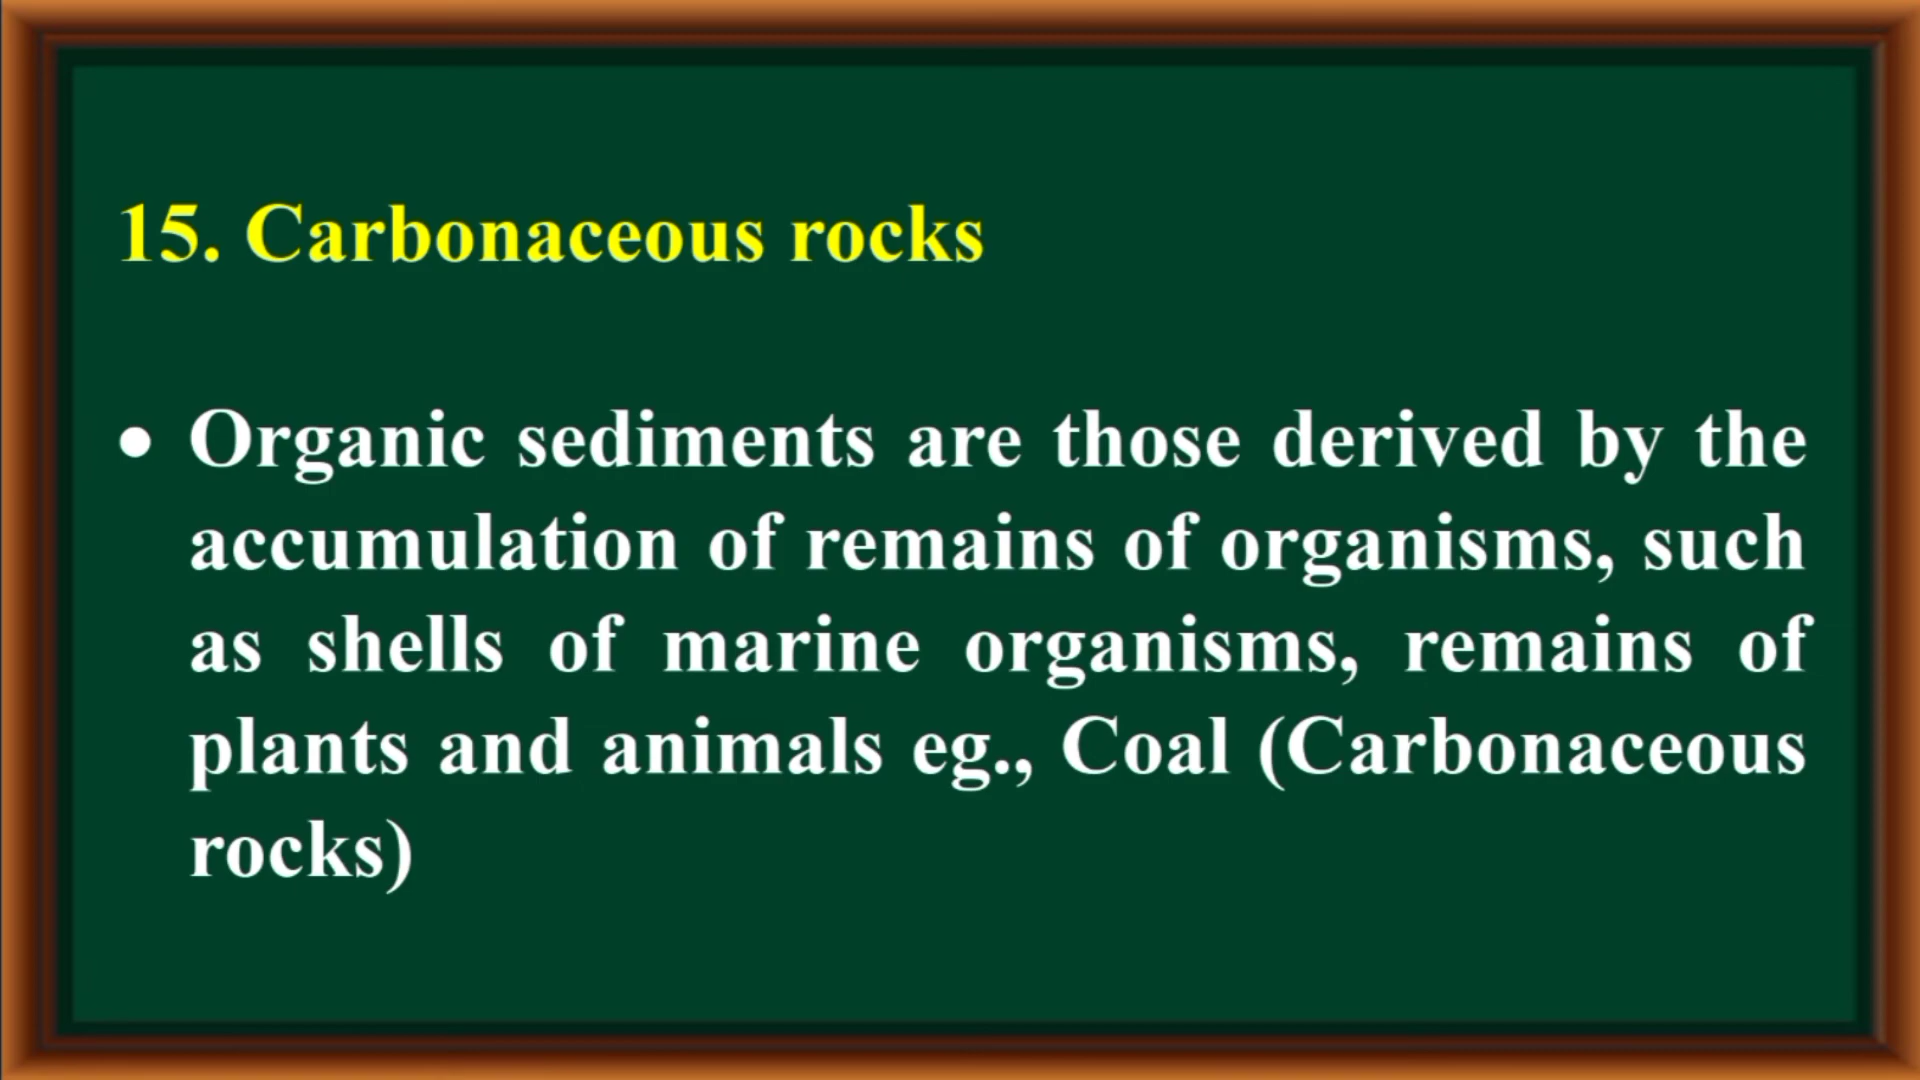 15. Carbonaceous rocks
• Organic sediments are those derived by the
accumulation of remains of organisms, such
as shells of marine organisms, remains of
plants and animals eg., Coal (Carbonaceous
rocks)